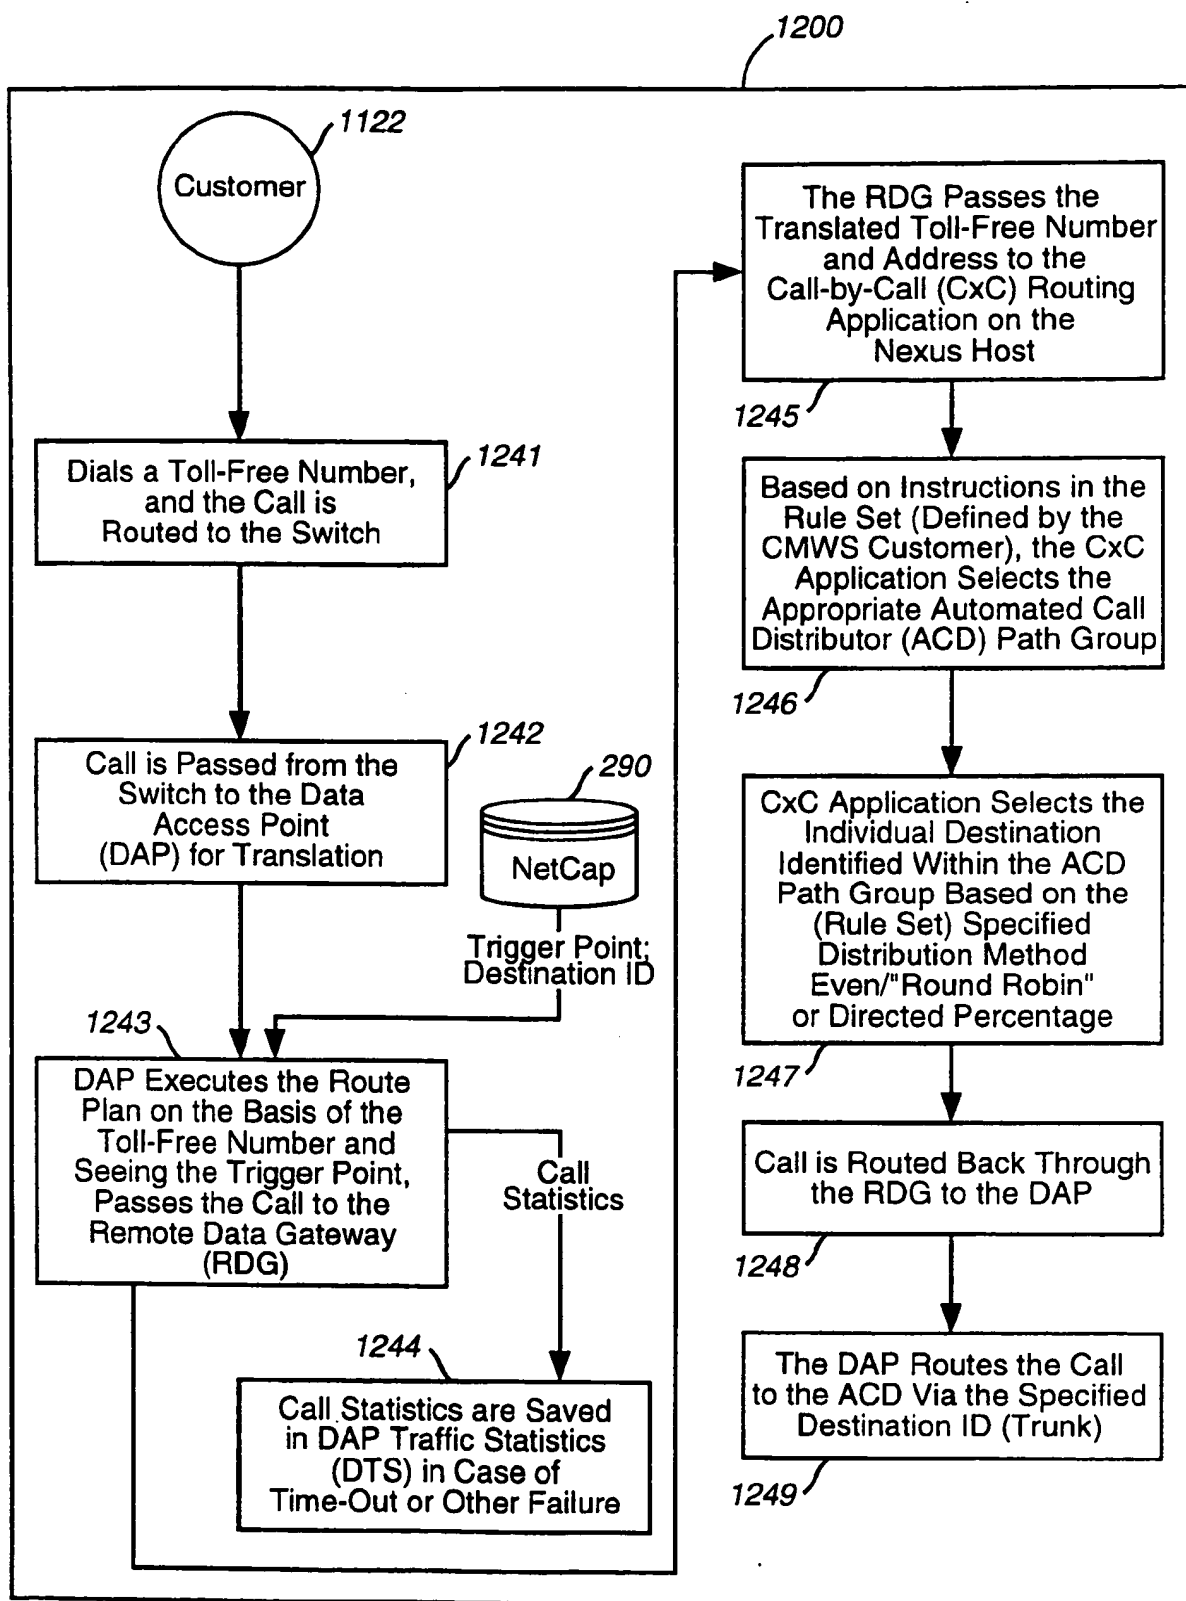 1200
1122
Customer
1241
Dials a Toll-Free Number,
and the Call is
Routed to the Switch
1242
Call is Passed from the
Switch to the Data
Access Point
(DAP) for Translation
290
NetCap
Trigger Point;
Destination ID
1243
DAP Executes the Route
Plan on the Basis of the
Toll-Free Number and
Seeing the Trigger Point,
Passes the Call to the
Remote Data Gateway
(RDG)
Call
Statistics
1244
Call Statistics are Saved
in DAP Traffic Statistics
(DTS) in Case of
Time-Out or Other Failure
The RDG Passes the
Translated Toll-Free Number
and Address to the
Call-by-Call (CxC) Routing
Application on the
Nexus Host
1245
Based on Instructions in the
Rule Set (Defined by the
CMWS Customer), the CxC
Application Selects the
Appropriate Automated Call
Distributor (ACD) Path Group
1246
CxC Application Selects the
Individual Destination
Identified Within the ACD
Path Group Based on the
(Rule Set) Specified
Distribution Method
Even/"Round Robin"
or Directed Percentage
1247
Call is Routed Back Through
the RDG to the DAP
1248
The DAP Routes the Call
to the ACD Via the Specified
Destination ID (Trunk)
1249